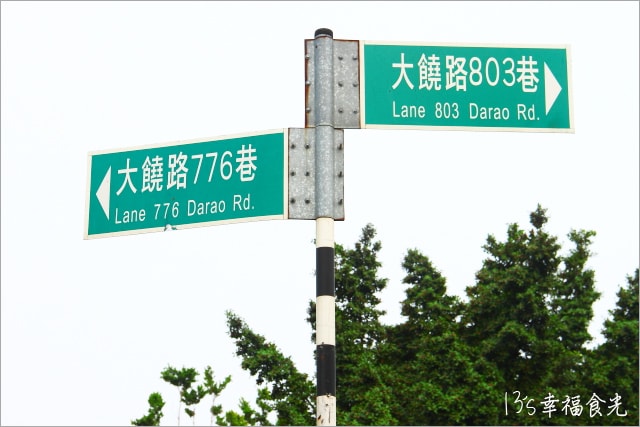 大饒路803巷
Lane 803 Darao Rd.
大饒路776巷
Lane 776 Darao Rd.
13's幸福食光